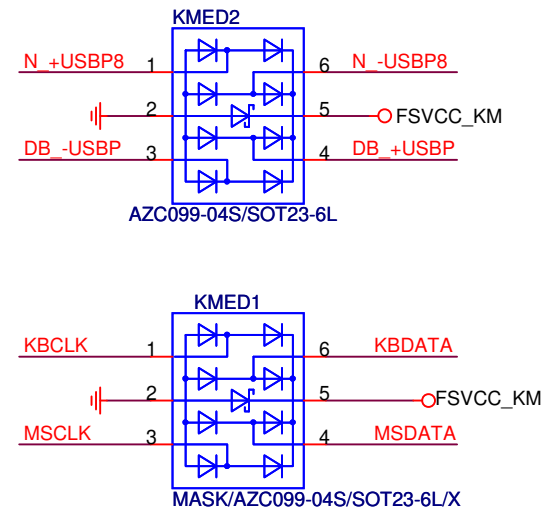 KMED2
N_+USBP8 1 6 N_-USBP8
2 5 FSVCC_KM
DB_-USBP 3 4 DB_+USBP
AZC099-04S/SOT23-6L
KMED1
KBCLK 1 6 KBDATA
2 5 FSVCC_KM
MSCLK 3 4 MSDATA
MASK/AZC099-04S/SOT23-6L/X